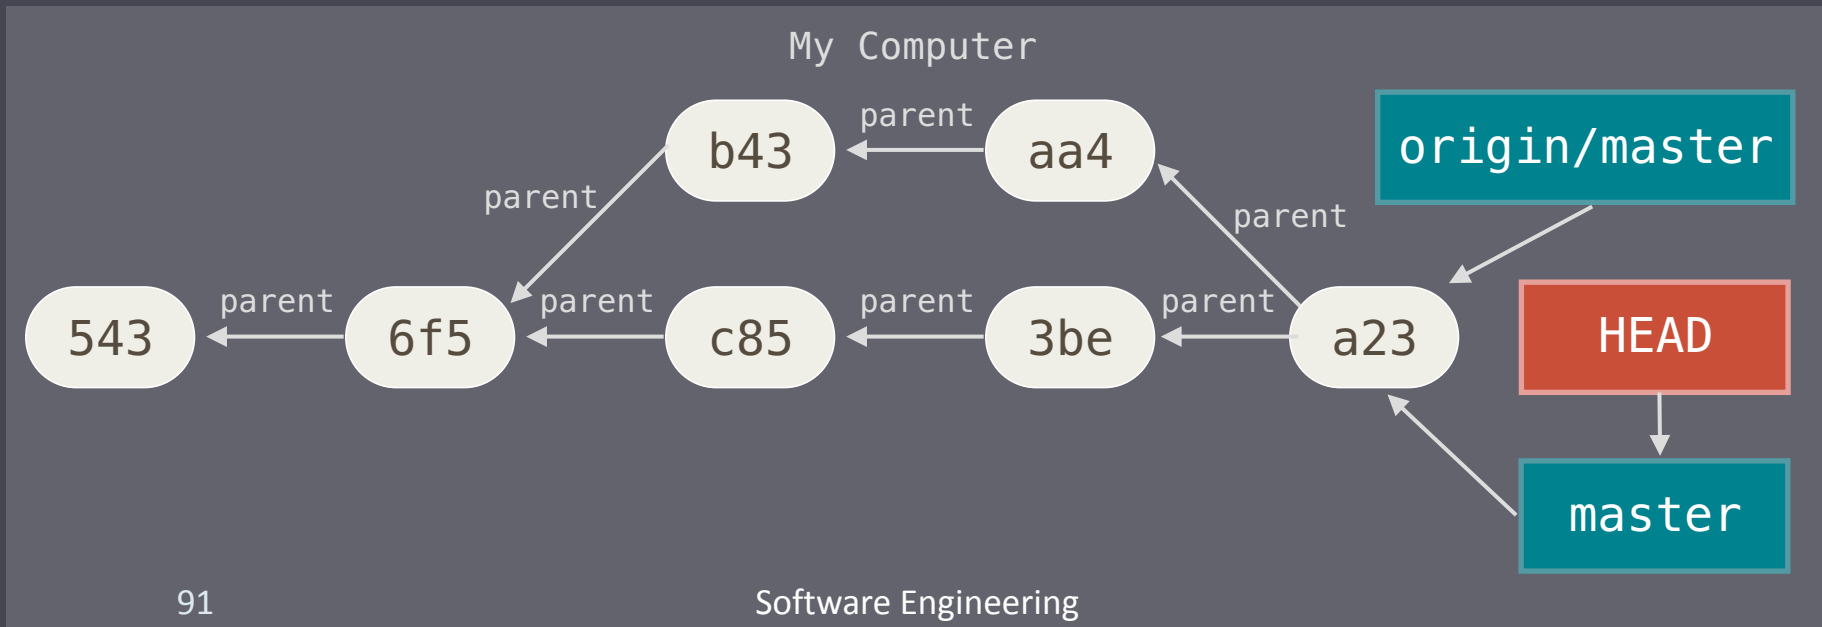 My Computer
parent
b43
aa4
origin/master
parent
parent
parent
parent
parent
parent
543
6f5
c85
3be
a23
HEAD
master
91
Software Engineering